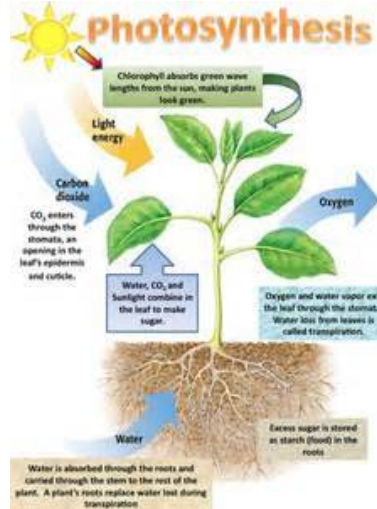 Photosynthesis
Chlorophyll absorbs green wave
lengths from the sun, making plants
look green.
Light
energy
Carbon
dioxide
CO₂ enters
through the
stomata, an
opening in
the leaf's epidermis
and cuticle.
Oxygen
Water, CO₂ and
Sunlight combine in
the leaf to make
sugar.
Oxygen and water vapor ex
the leaf through the stomat
Water loss from leaves is
called transpiration.
Water
Excess sugar is stored
as starch (food) in the
roots
Water is absorbed through the roots and
carried through the stem to the rest of the
plant. A plant's roots replace water lost during
transpiration